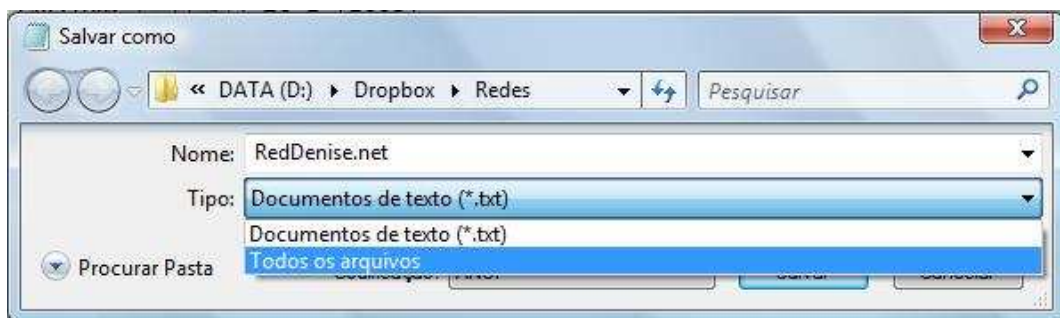 Salvar como
« DATA (D:) Dropbox Redes Pesquisar
Nome: RedDenise.net
Tipo: Documentos de texto (*.txt)
Documentos de texto (*.txt)
Todos os arquivos
Procurar Pasta